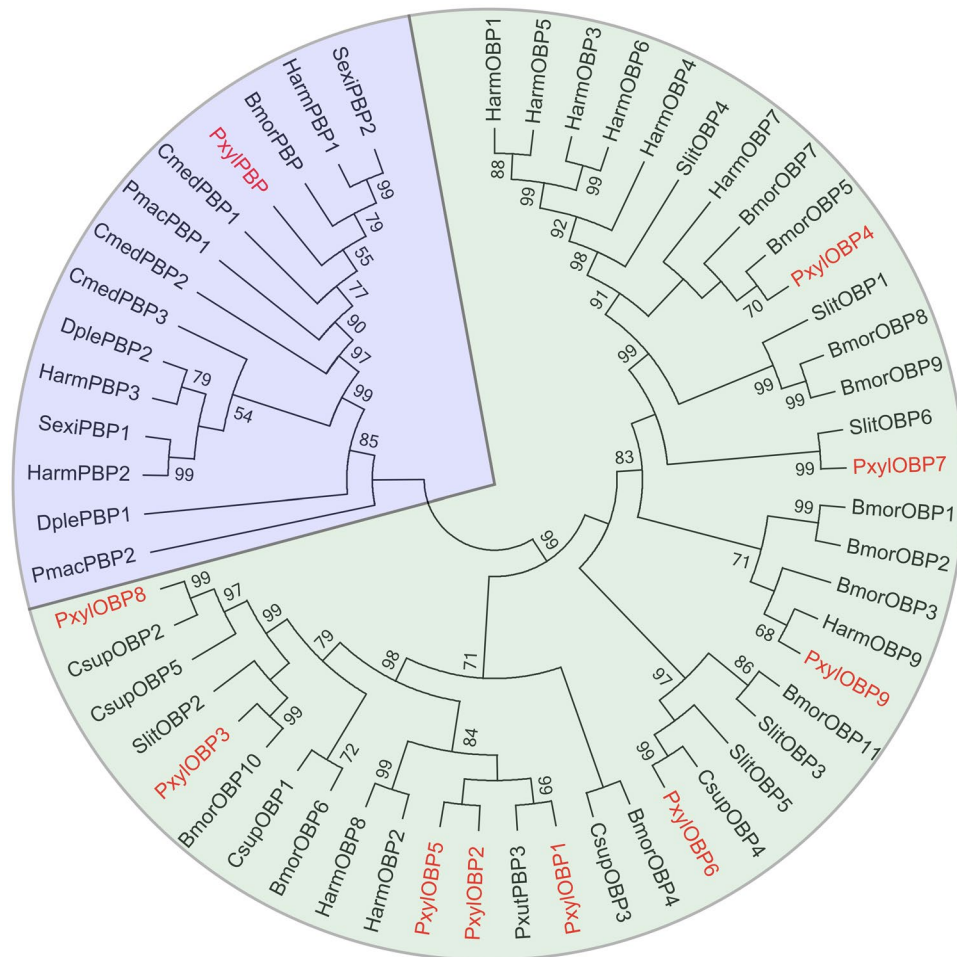 SexiPBP2
HarmPBP1
BmorPBP
PxylPBP
CmedPBP1
PmacPBP1
CmedPBP2
CmedPBP3
DplePBP2
HarmPBP3
SexiPBP1
HarmPBP2
DplePBP1
PmacPBP2
99
79
55
77
90
97
99
85
79
54
99
HarmOBP1
HarmOBP5
HarmOBP3
HarmOBP6
HarmOBP4
SlitOBP4
HarmOBP7
BmorOBP7
BmorOBP5
PxylOBP4
SlitOBP1
BmorOBP8
BmorOBP9
SlitOBP6
PxylOBP7
BmorOBP1
BmorOBP2
BmorOBP3
HarmOBP9
PxylOBP9
BmorOBP11
SlitOBP3
SlitOBP5
CsupOBP4
PxylOBP6
BmorOBP4
CsupOBP3
PxylOBP1
PxutPBP3
PxylOBP2
PxylOBP5
HarmOBP2
HarmOBP8
BmorOBP6
CsupOBP1
BmorOBP10
PxylOBP3
SlitOBP2
CsupOBP5
CsupOBP2
PxylOBP8
88
99
99
92
98
91
99
70
99
99
99
83
99
71
68
86
97
99
99
71
99
84
99
98
79
72
99
99
97
99